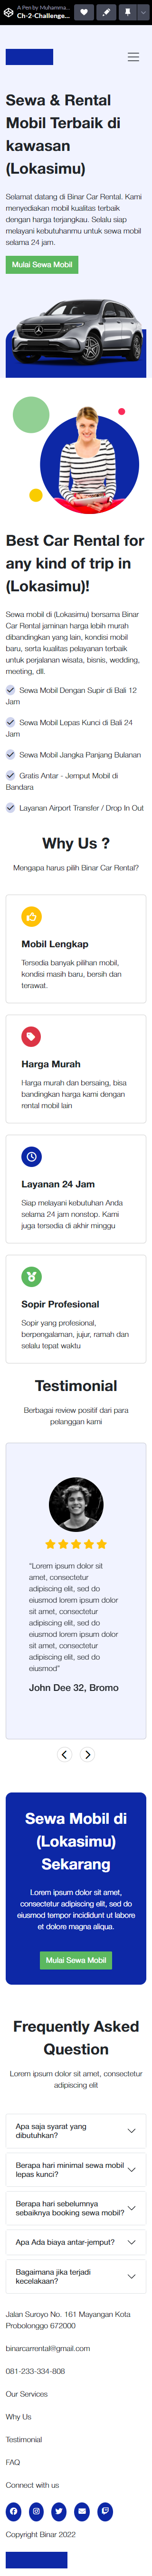 A Pen by Muhamma...
Ch-2-Challenge...
Sewa & Rental
Mobil Terbaik di
kawasan
(Lokasimu)
Selamat datang di Binar Car Rental. Kami
menyediakan mobil kualitas terbaik
dengan harga terjangkau. Selalu siap
melayani kebutuhanmu untuk sewa mobil
selama 24 jam.
Mulai Sewa Mobil
Best Car Rental for
any kind of trip in
(Lokasimu)!
Sewa mobil di (Lokasimu) bersama Binar
Car Rental jaminan harga lebih murah
dibandingkan yang lain, kondisi mobil
baru, serta kualitas pelayanan terbaik
untuk perjalanan wisata, bisnis, wedding,
meeting, dll.
Sewa Mobil Dengan Supir di Bali 12
Jam
Sewa Mobil Lepas Kunci di Bali 24
Jam
Sewa Mobil Jangka Panjang Bulanan
Gratis Antar - Jemput Mobil di
Bandara
Layanan Airport Transfer / Drop In Out
Why Us ?
Mengapa harus pilih Binar Car Rental?
Mobil Lengkap
Tersedia banyak pilihan mobil,
kondisi masih baru, bersih dan
terawat.
Harga Murah
Harga murah dan bersaing, bisa
bandingkan harga kami dengan
rental mobil lain
Layanan 24 Jam
Siap melayani kebutuhan Anda
selama 24 jam nonstop. Kami
juga tersedia di akhir minggu
Sopir Profesional
Sopir yang profesional,
berpengalaman, jujur, ramah dan
selalu tepat waktu
Testimonial
Berbagai review positif dari para
pelanggan kami
"Lorem ipsum dolor sit
amet, consectetur
adipiscing elit, sed do
eiusmod lorem ipsum dolor
sit amet, consectetur
adipiscing elit, sed do
eiusmod lorem ipsum dolor
sit amet, consectetur
adipiscing elit, sed do
eiusmod"
John Dee 32, Bromo
Sewa Mobil di
(Lokasimu)
Sekarang
Lorem ipsum dolor sit amet,
consectetur adipiscing elit, sed do
eiusmod tempor incididunt ut labore
et dolore magna aliqua.
Mulai Sewa Mobil
Frequently Asked
Question
Lorem ipsum dolor sit amet, consectetur
adipiscing elit
Apa saja syarat yang
dibutuhkan?
Berapa hari minimal sewa mobil
lepas kunci?
Berapa hari sebelumnya
sebaiknya booking sewa mobil?
Apa Ada biaya antar-jemput?
Bagaimana jika terjadi
kecelakaan?
Jalan Suroyo No. 161 Mayangan Kota
Probolonggo 672000
binarcarrental@gmail.com
081-233-334-808
Our Services
Why Us
Testimonial
FAQ
Connect with us
Copyright Binar 2022